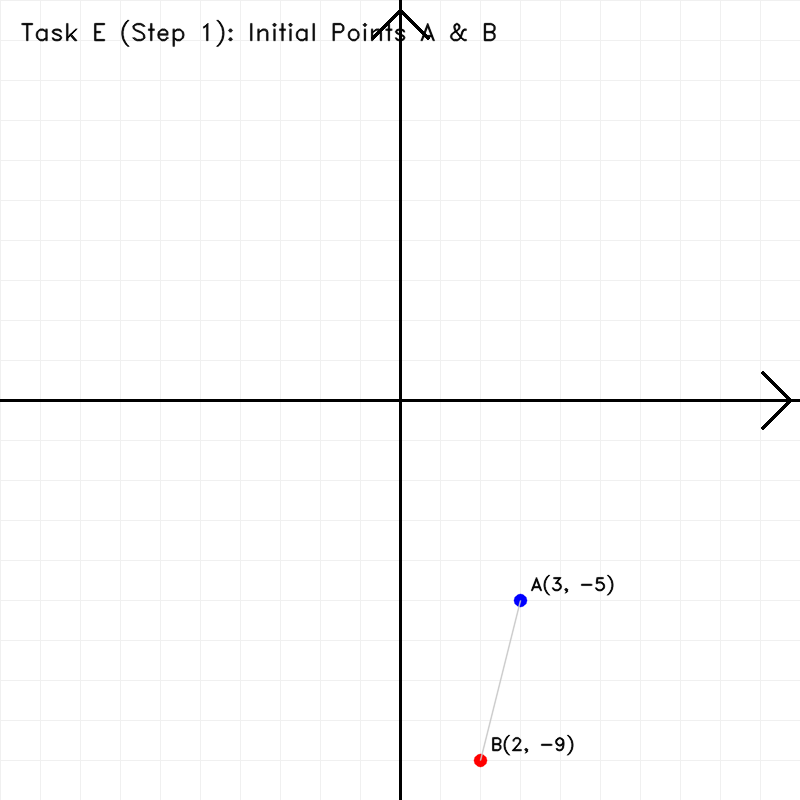 Task E (Step 1): Initial Points A & B
A(3, -5)
B(2, -9)